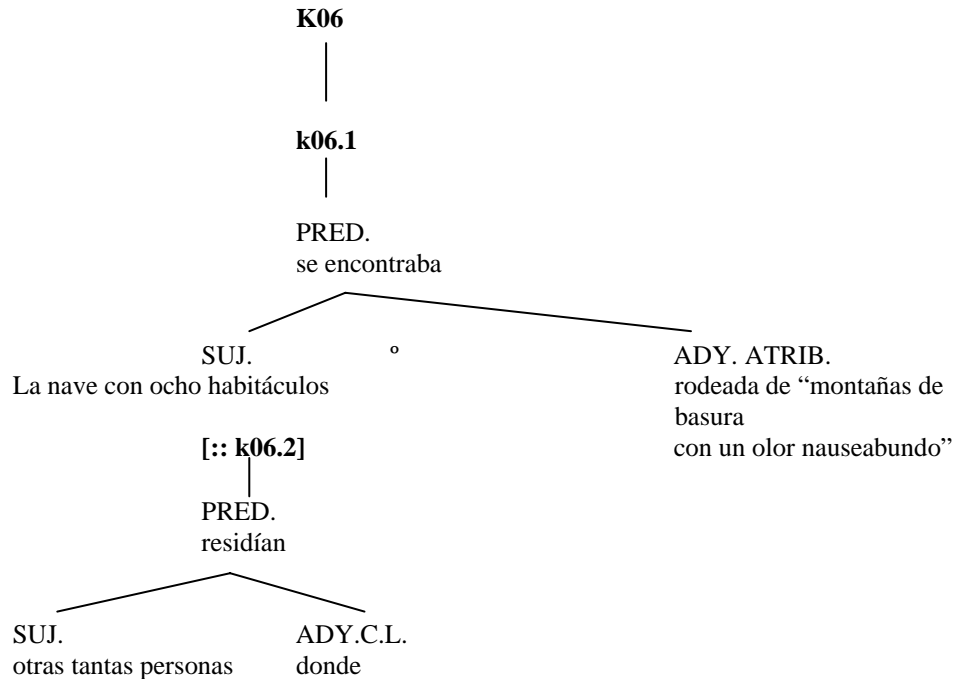 K06
k06.1
PRED.
se encontraba
SUJ. º ADY. ATRIB.
La nave con ocho habitáculos rodeada de “montañas de
basura
[:: k06.2] con un olor nauseabundo”
PRED.
residían
SUJ. ADY.C.L.
otras tantas personas donde